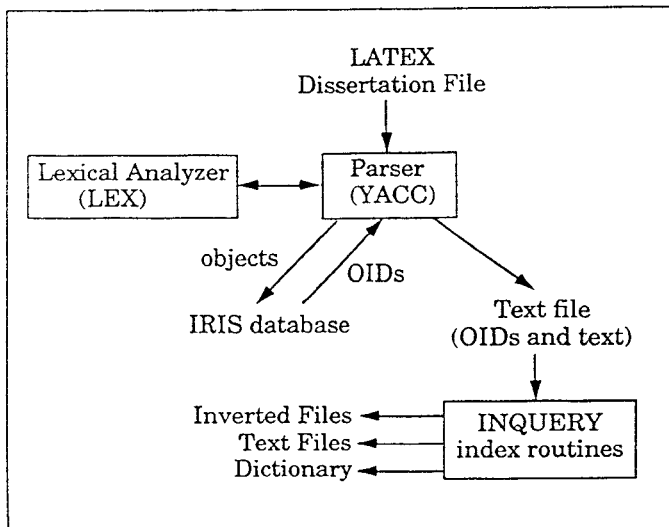 LATEX
Dissertation File
Lexical Analyzer
(LEX)
Parser
(YACC)
objects
OIDs
IRIS database
Text file
(OIDs and text)
Inverted Files
Text Files
Dictionary
INQUERY
index routines